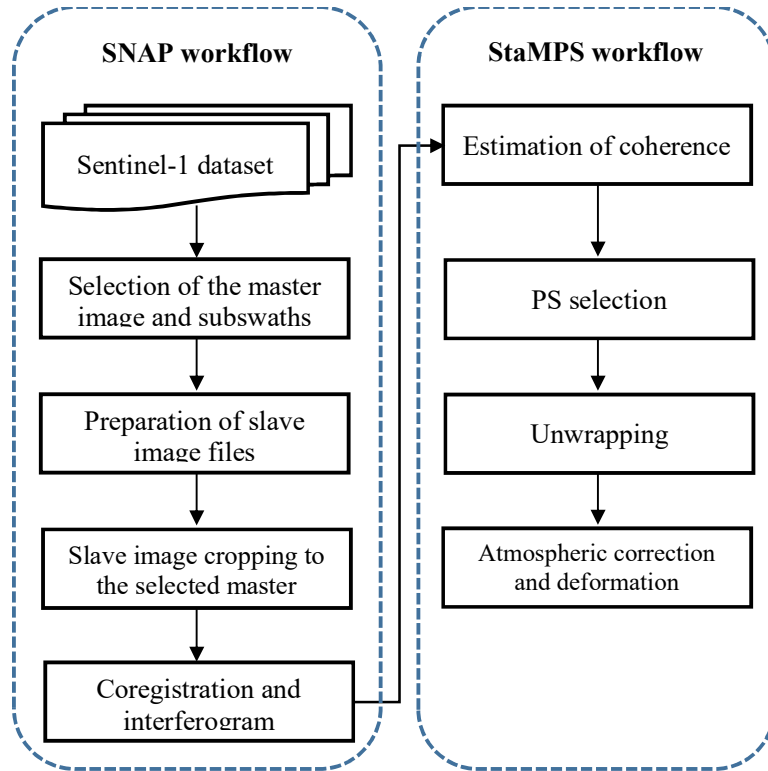 SNAP workflow
Sentinel-1 dataset
Selection of the master
image and subswaths
Preparation of slave
image files
Slave image cropping to
the selected master
Coregistration and
interferogram
StaMPS workflow
Estimation of coherence
PS selection
Unwrapping
Atmospheric correction
and deformation